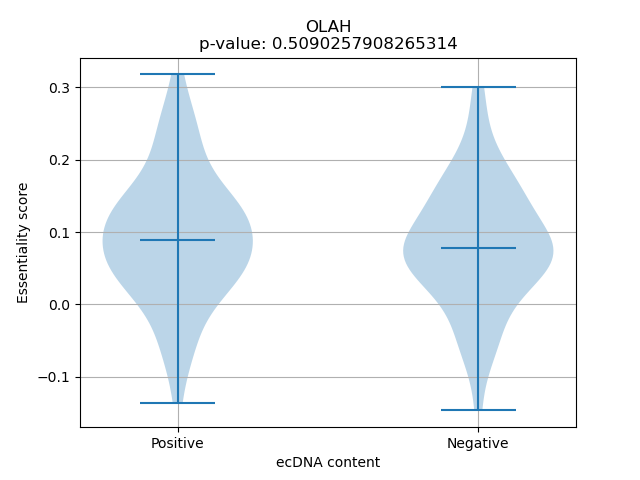 OLAH
p-value: 0.5090257908265314
0.3
0.2
0.1
0.0
−0.1
Essentiality score
Positive
Negative
ecDNA content